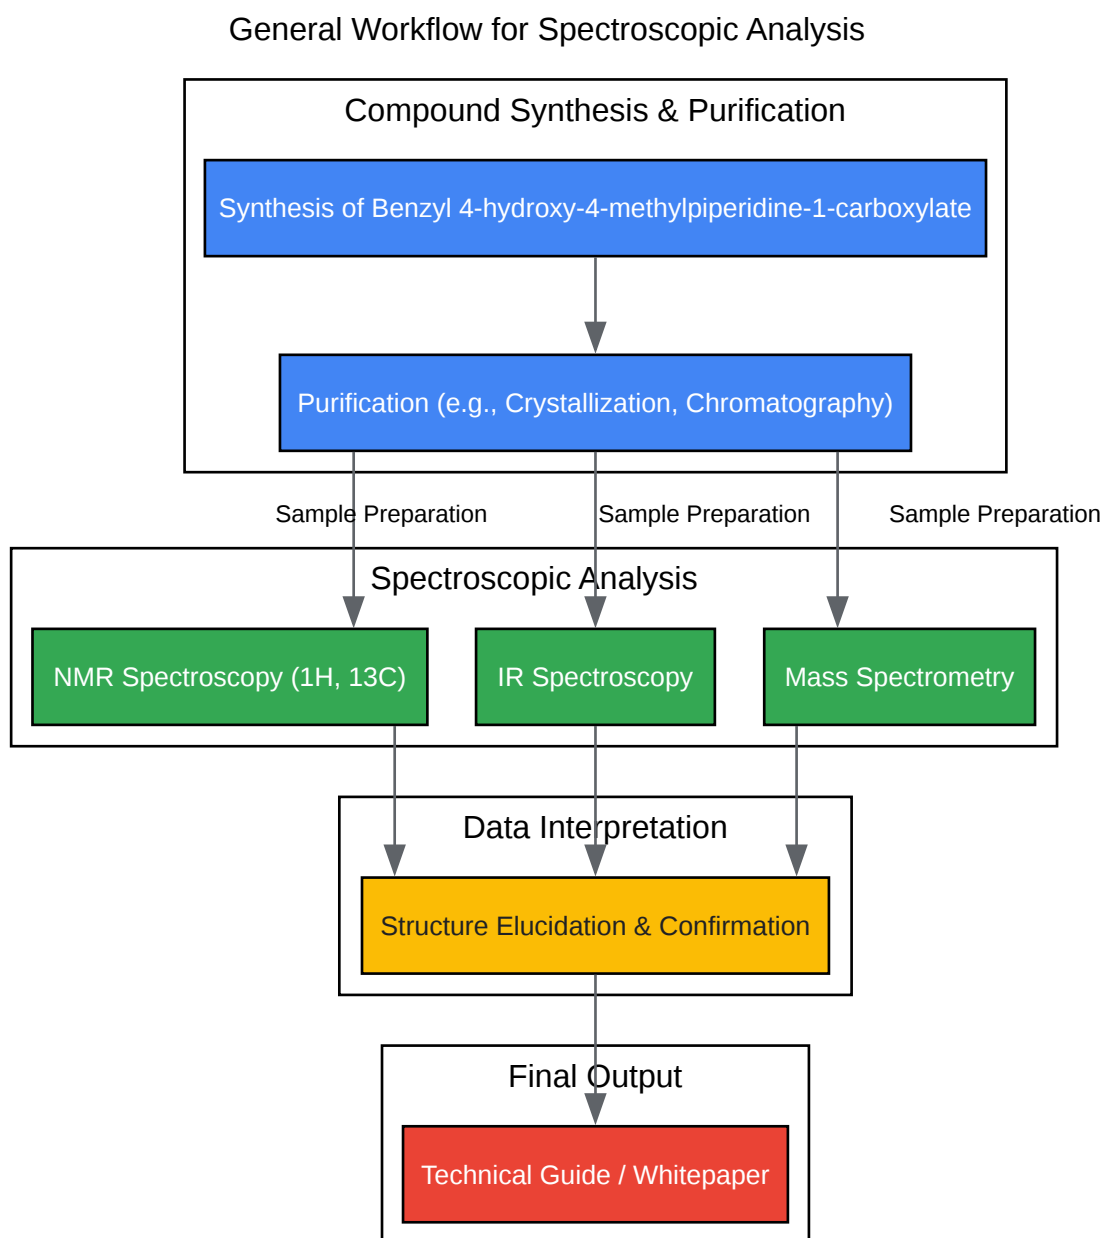 General Workflow for Spectroscopic Analysis
Compound Synthesis & Purification
Synthesis of Benzyl 4-hydroxy-4-methylpiperidine-1-carboxylate
Purification (e.g., Crystallization, Chromatography)
Sample Preparation
Sample Preparation
Sample Preparation
Spectroscopic Analysis
NMR Spectroscopy (1H, 13C)
IR Spectroscopy
Mass Spectrometry
Data Interpretation
Structure Elucidation & Confirmation
Final Output
Technical Guide / Whitepaper